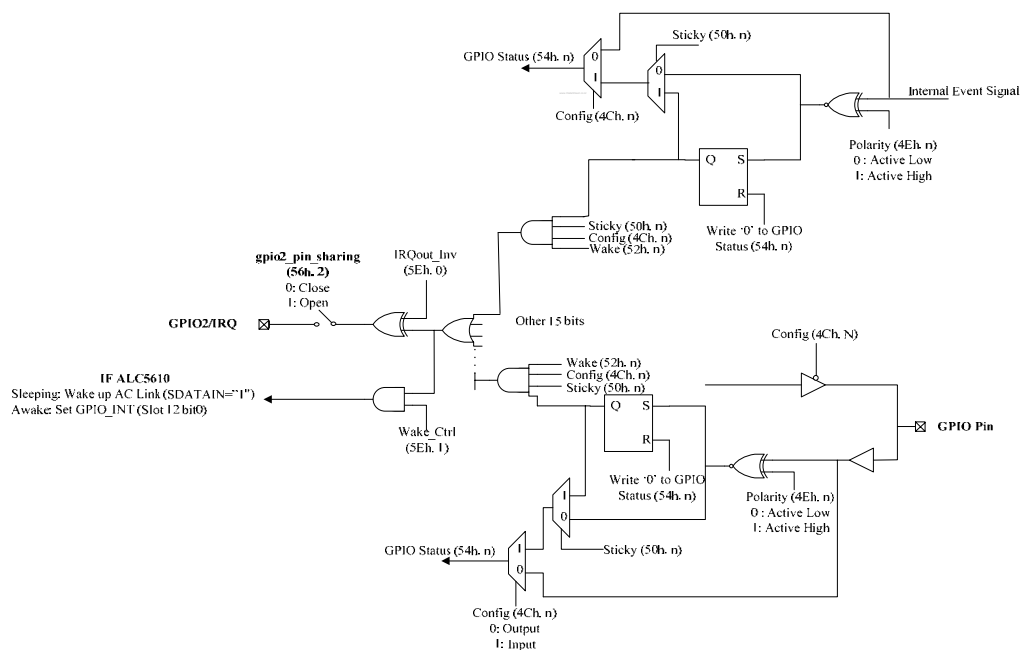 Sticky (50h. n)
GPIO Status (54h. n)
0
1
0
1
Config (4Ch. n)
Internal Event Signal
Polarity (4Eh. n)
0 : Active Low
1: Active High
Q S
R
Write '0' to GPIO
Status (54h. n)
Sticky (50h. n)
Config (4Ch. n)
Wake (52h. n)
gpio2_pin_sharing
(56h. 2)
0: Close
1: Open
IRQout_Inv
(5Eh. 0)
GPIO2/IRQ
Other 15 bits
Config (4Ch. N)
IF ALC5610
Sleeping: Wake up AC Link (SDATAIN="1")
Awake: Set GPIO_INT (Slot 12 bit0)
Wake_Ctrl
(5Eh. 1)
Wake (52h. n)
Config (4Ch. n)
Sticky (50h. n)
Q S
R
GPIO Pin
Write '0' to GPIO
Status (54h. n)
Polarity (4Eh. n)
0 : Active Low
1 : Active High
1
0
Sticky (50h. n)
GPIO Status (54h. n)
1
0
Config (4Ch. n)
0: Output
1: Input